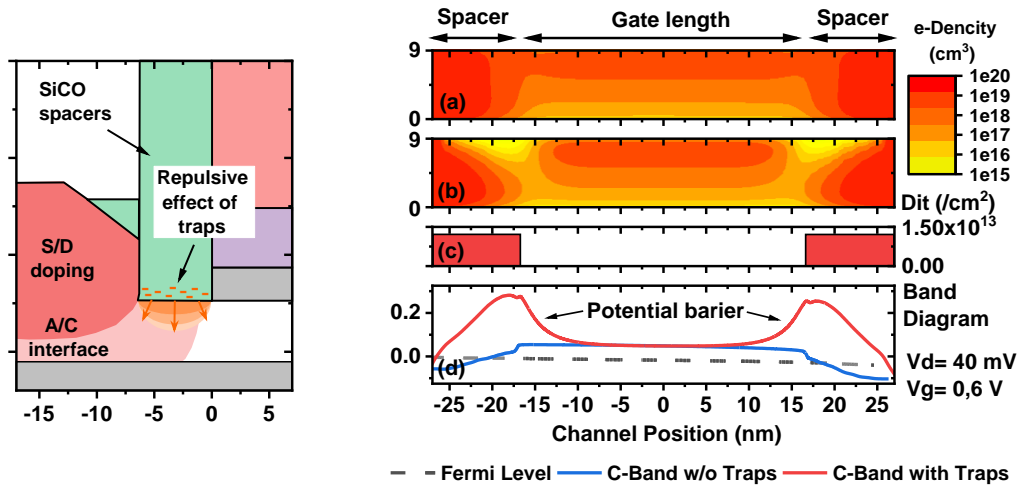 SiCO
spacers
Repulsive
effect of
traps
S/D
doping
A/C
interface
-15 -10 -5 0 5
Spacer Gate length Spacer
9
0
(a)
9
0
(b)
(c)
0.2
0.0
(d)
Potential barier
-25 -20 -15 -10 -5 0 5 10 15 20 25
Channel Position (nm)
e-Dencity
(cm³)
1e20
1e19
1e18
1e17
1e16
1e15
Dit (/cm²)
1.50x10¹³
0.00
Band
Diagram
Vd= 40 mV
Vg= 0,6 V
Fermi Level C-Band w/o Traps C-Band with Traps